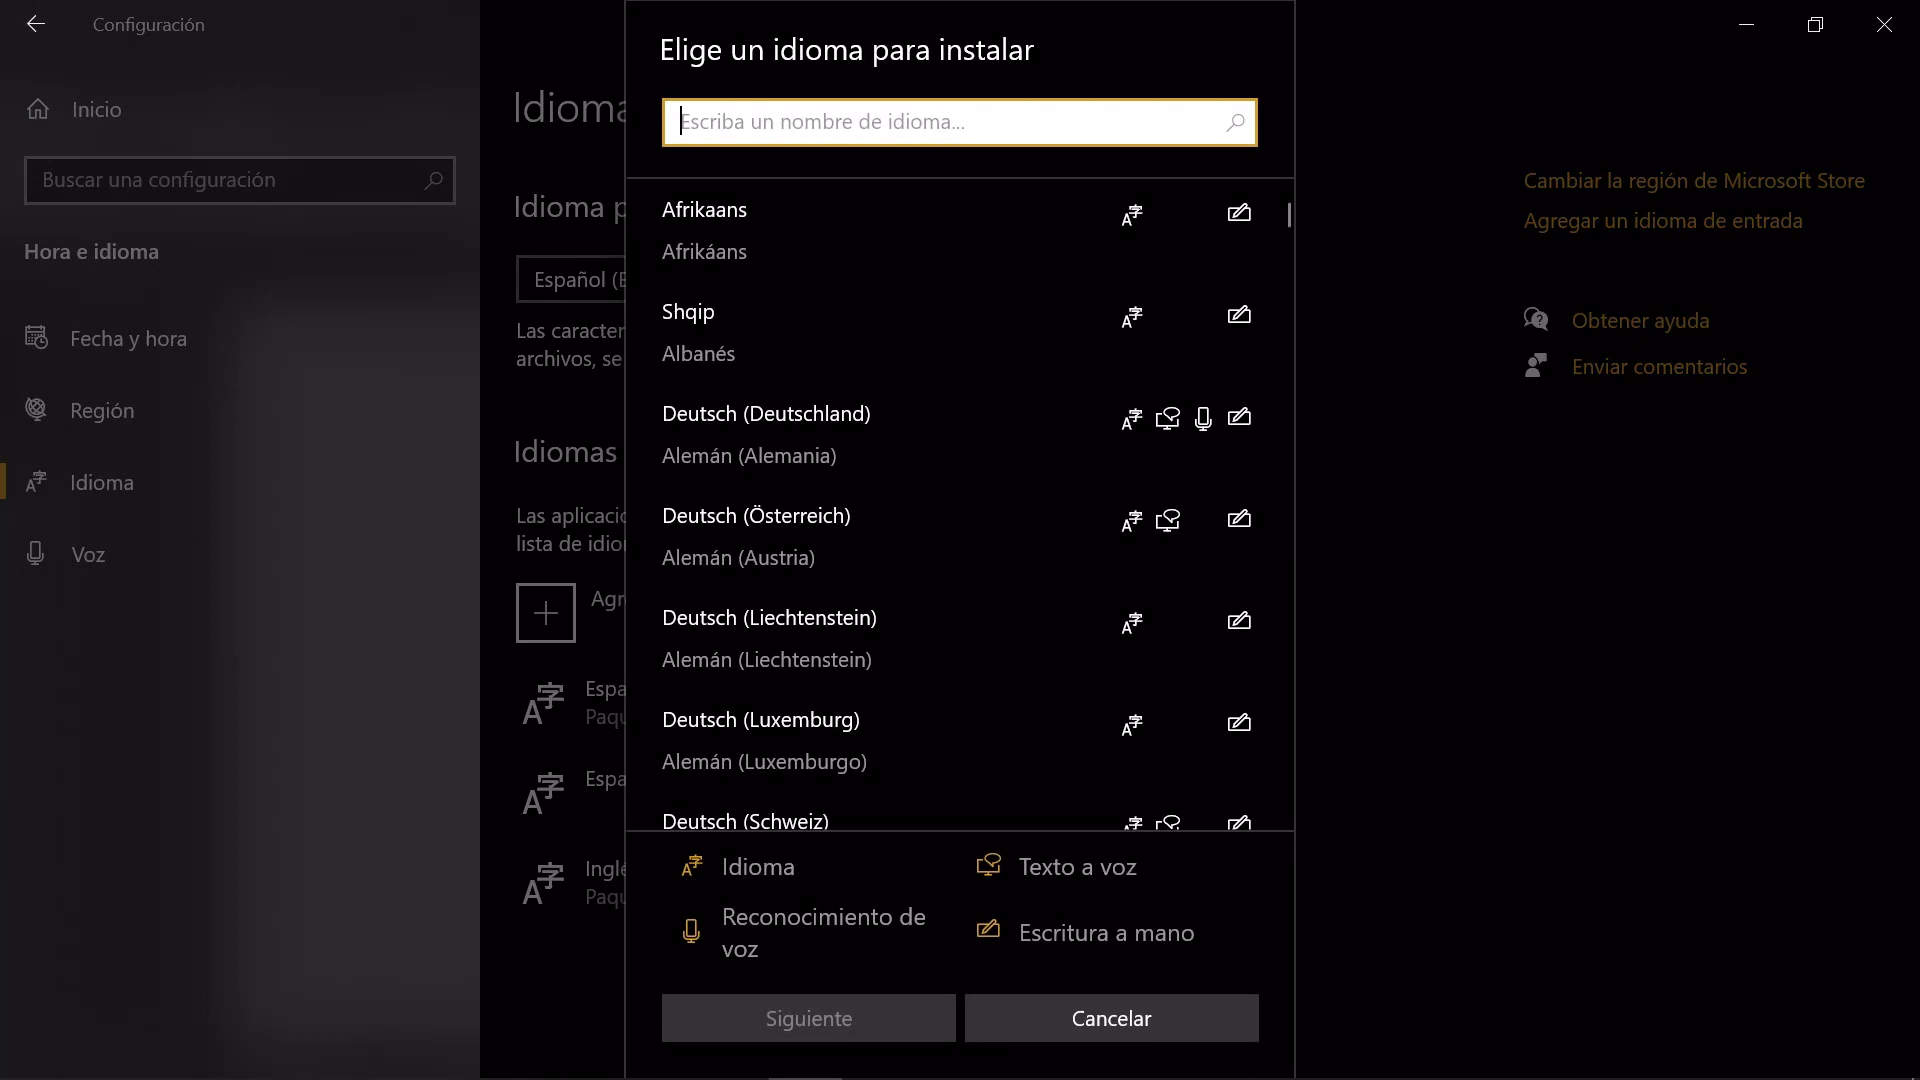 Configuración
Inicio
Buscar una configuración
Hora e idioma
Fecha y hora
Región
Idioma
Voz
Idioma
Idioma p
Español (E
Las caracter
archivos, se
Idiomas
Las aplicacio
lista de idior
Agr
Espa
Paqu
Espa
Inglé
Paqu
Elige un idioma para instalar
Escriba un nombre de idioma...
Afrikaans
Afrikáans
Shqip
Albanés
Deutsch (Deutschland)
Alemán (Alemania)
Deutsch (Österreich)
Alemán (Austria)
Deutsch (Liechtenstein)
Alemán (Liechtenstein)
Deutsch (Luxemburg)
Alemán (Luxemburgo)
Deutsch (Schweiz)
Idioma
Texto a voz
Reconocimiento de
voz
Escritura a mano
Siguiente
Cancelar
Cambiar la región de Microsoft Store
Agregar un idioma de entrada
Obtener ayuda
Enviar comentarios